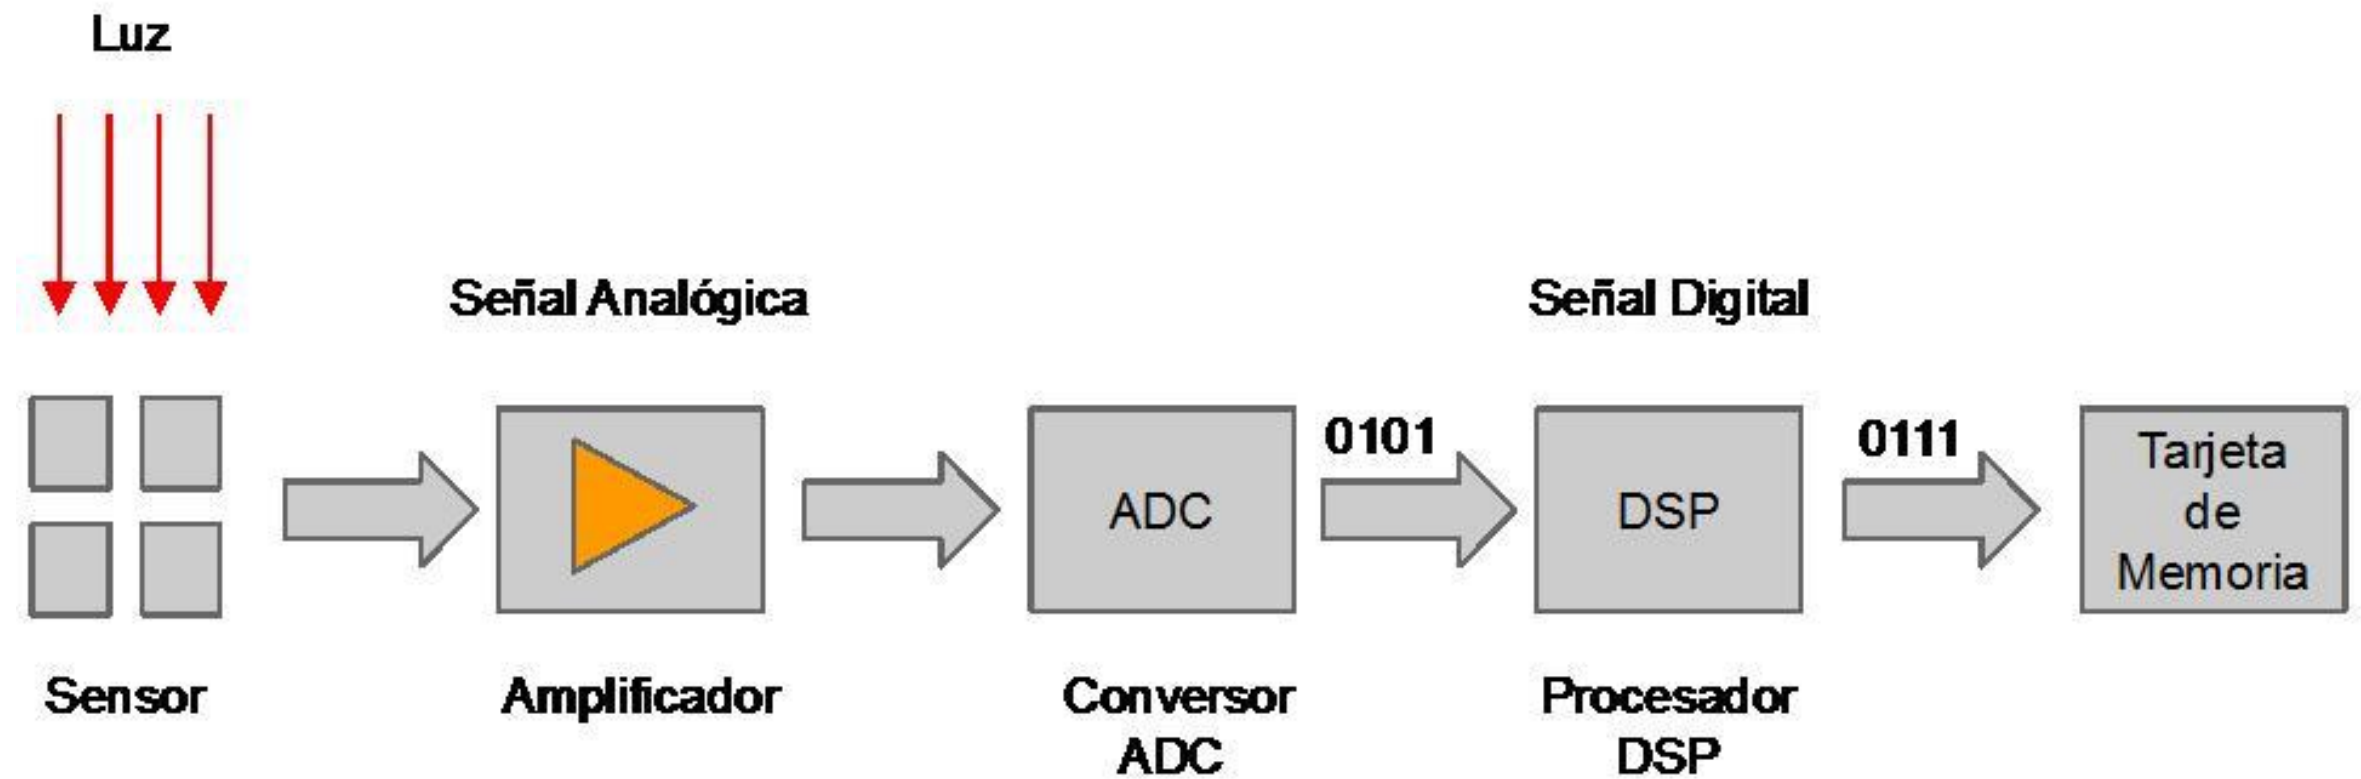 Luz
Señal Analógica
Señal Digital
0101
0111
ADC
DSP
Tarjeta
de
Memoria
Sensor
Amplificador
Conversor
ADC
Procesador
DSP